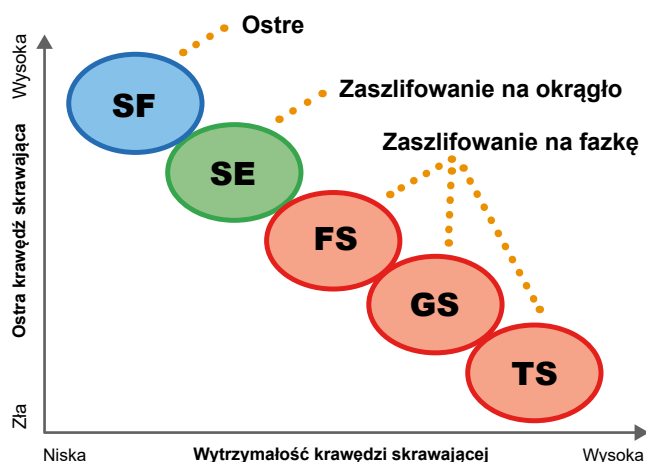 Ostre
Wysoka
SF
Zaszlifowanie na okrągło
Zaszlifowanie na fazkę
SE
Ostra krawędź skrawająca
FS
GS
TS
Zła
Niska
Wytrzymałość krawędzi skrawającej
Wysoka